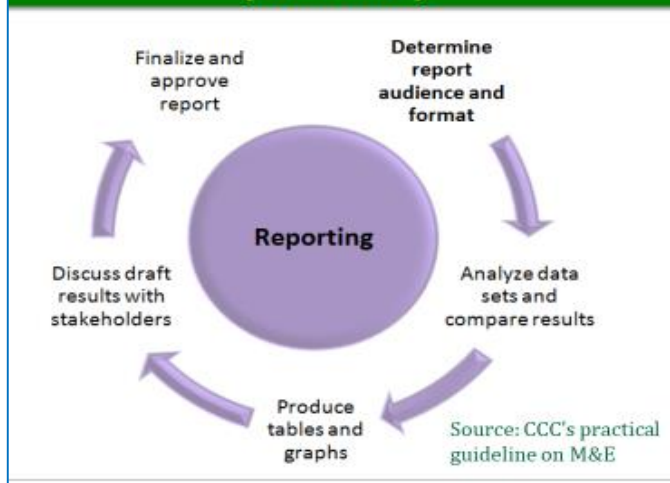 Determine
report
audience and
format
Analyze data
sets and
compare results
Produce
tables and
graphs
Discuss draft
results with
stakeholders
Finalize and
approve
report
Reporting
Source: CCC's practical
guideline on M&E